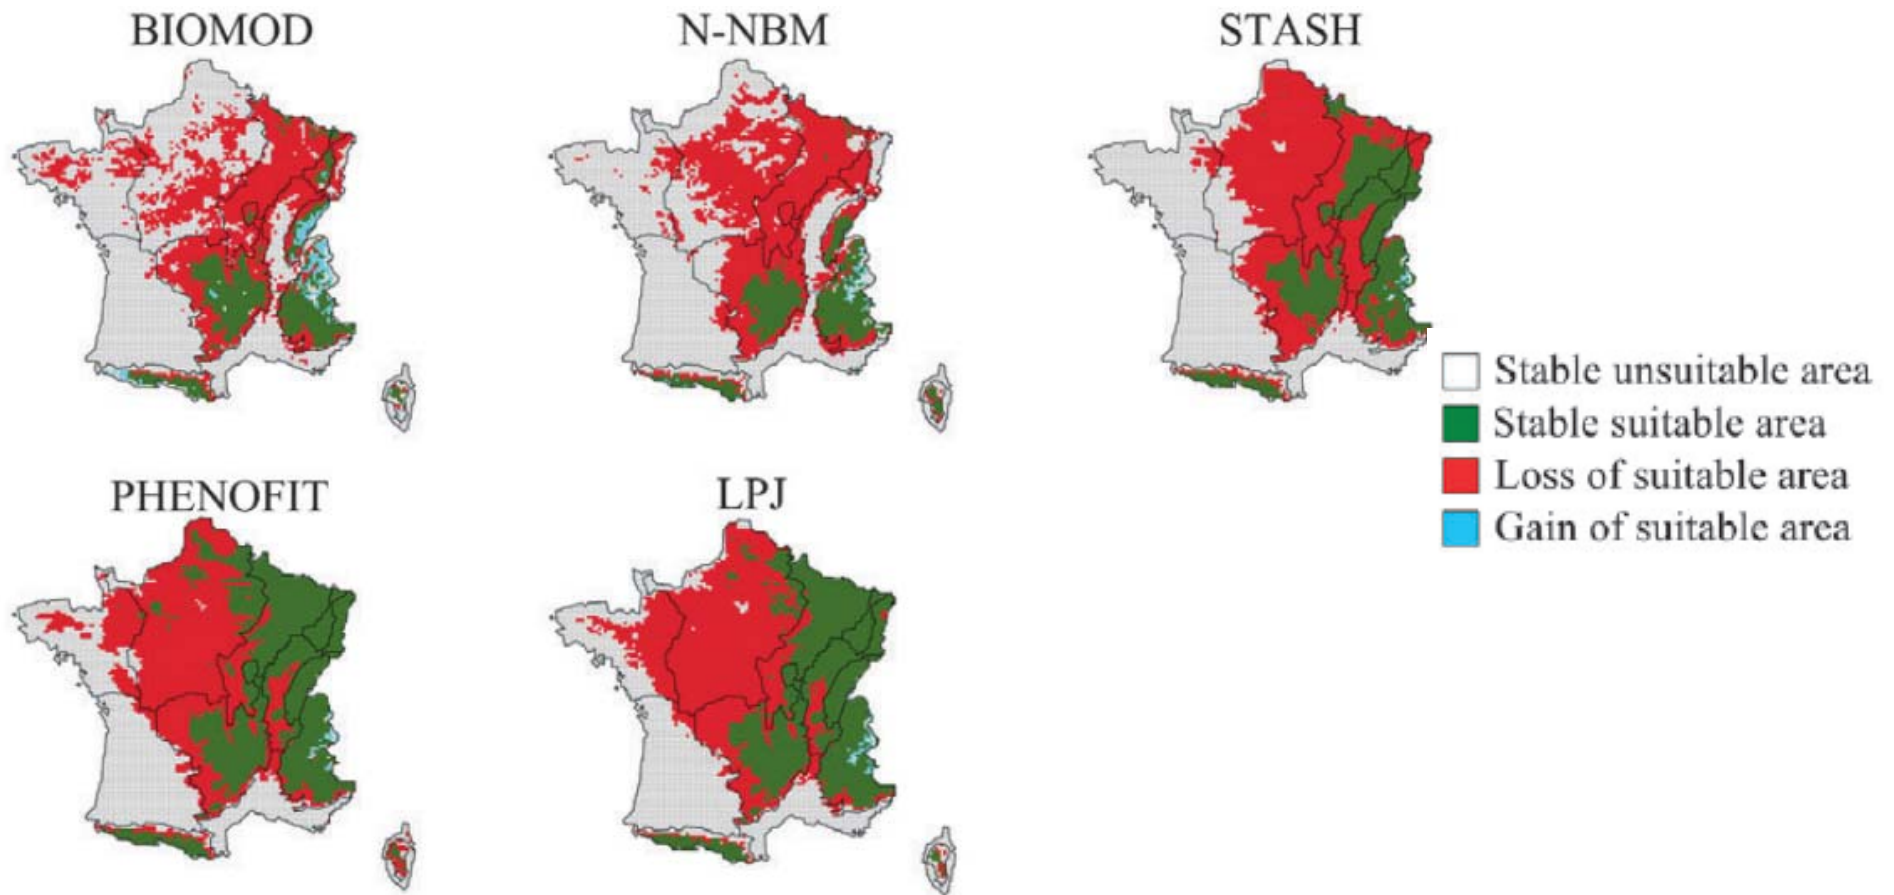 BIOMOD
N-NBM
STASH
Stable unsuitable area
Stable suitable area
Loss of suitable area
Gain of suitable area
PHENOFIT
LPJ